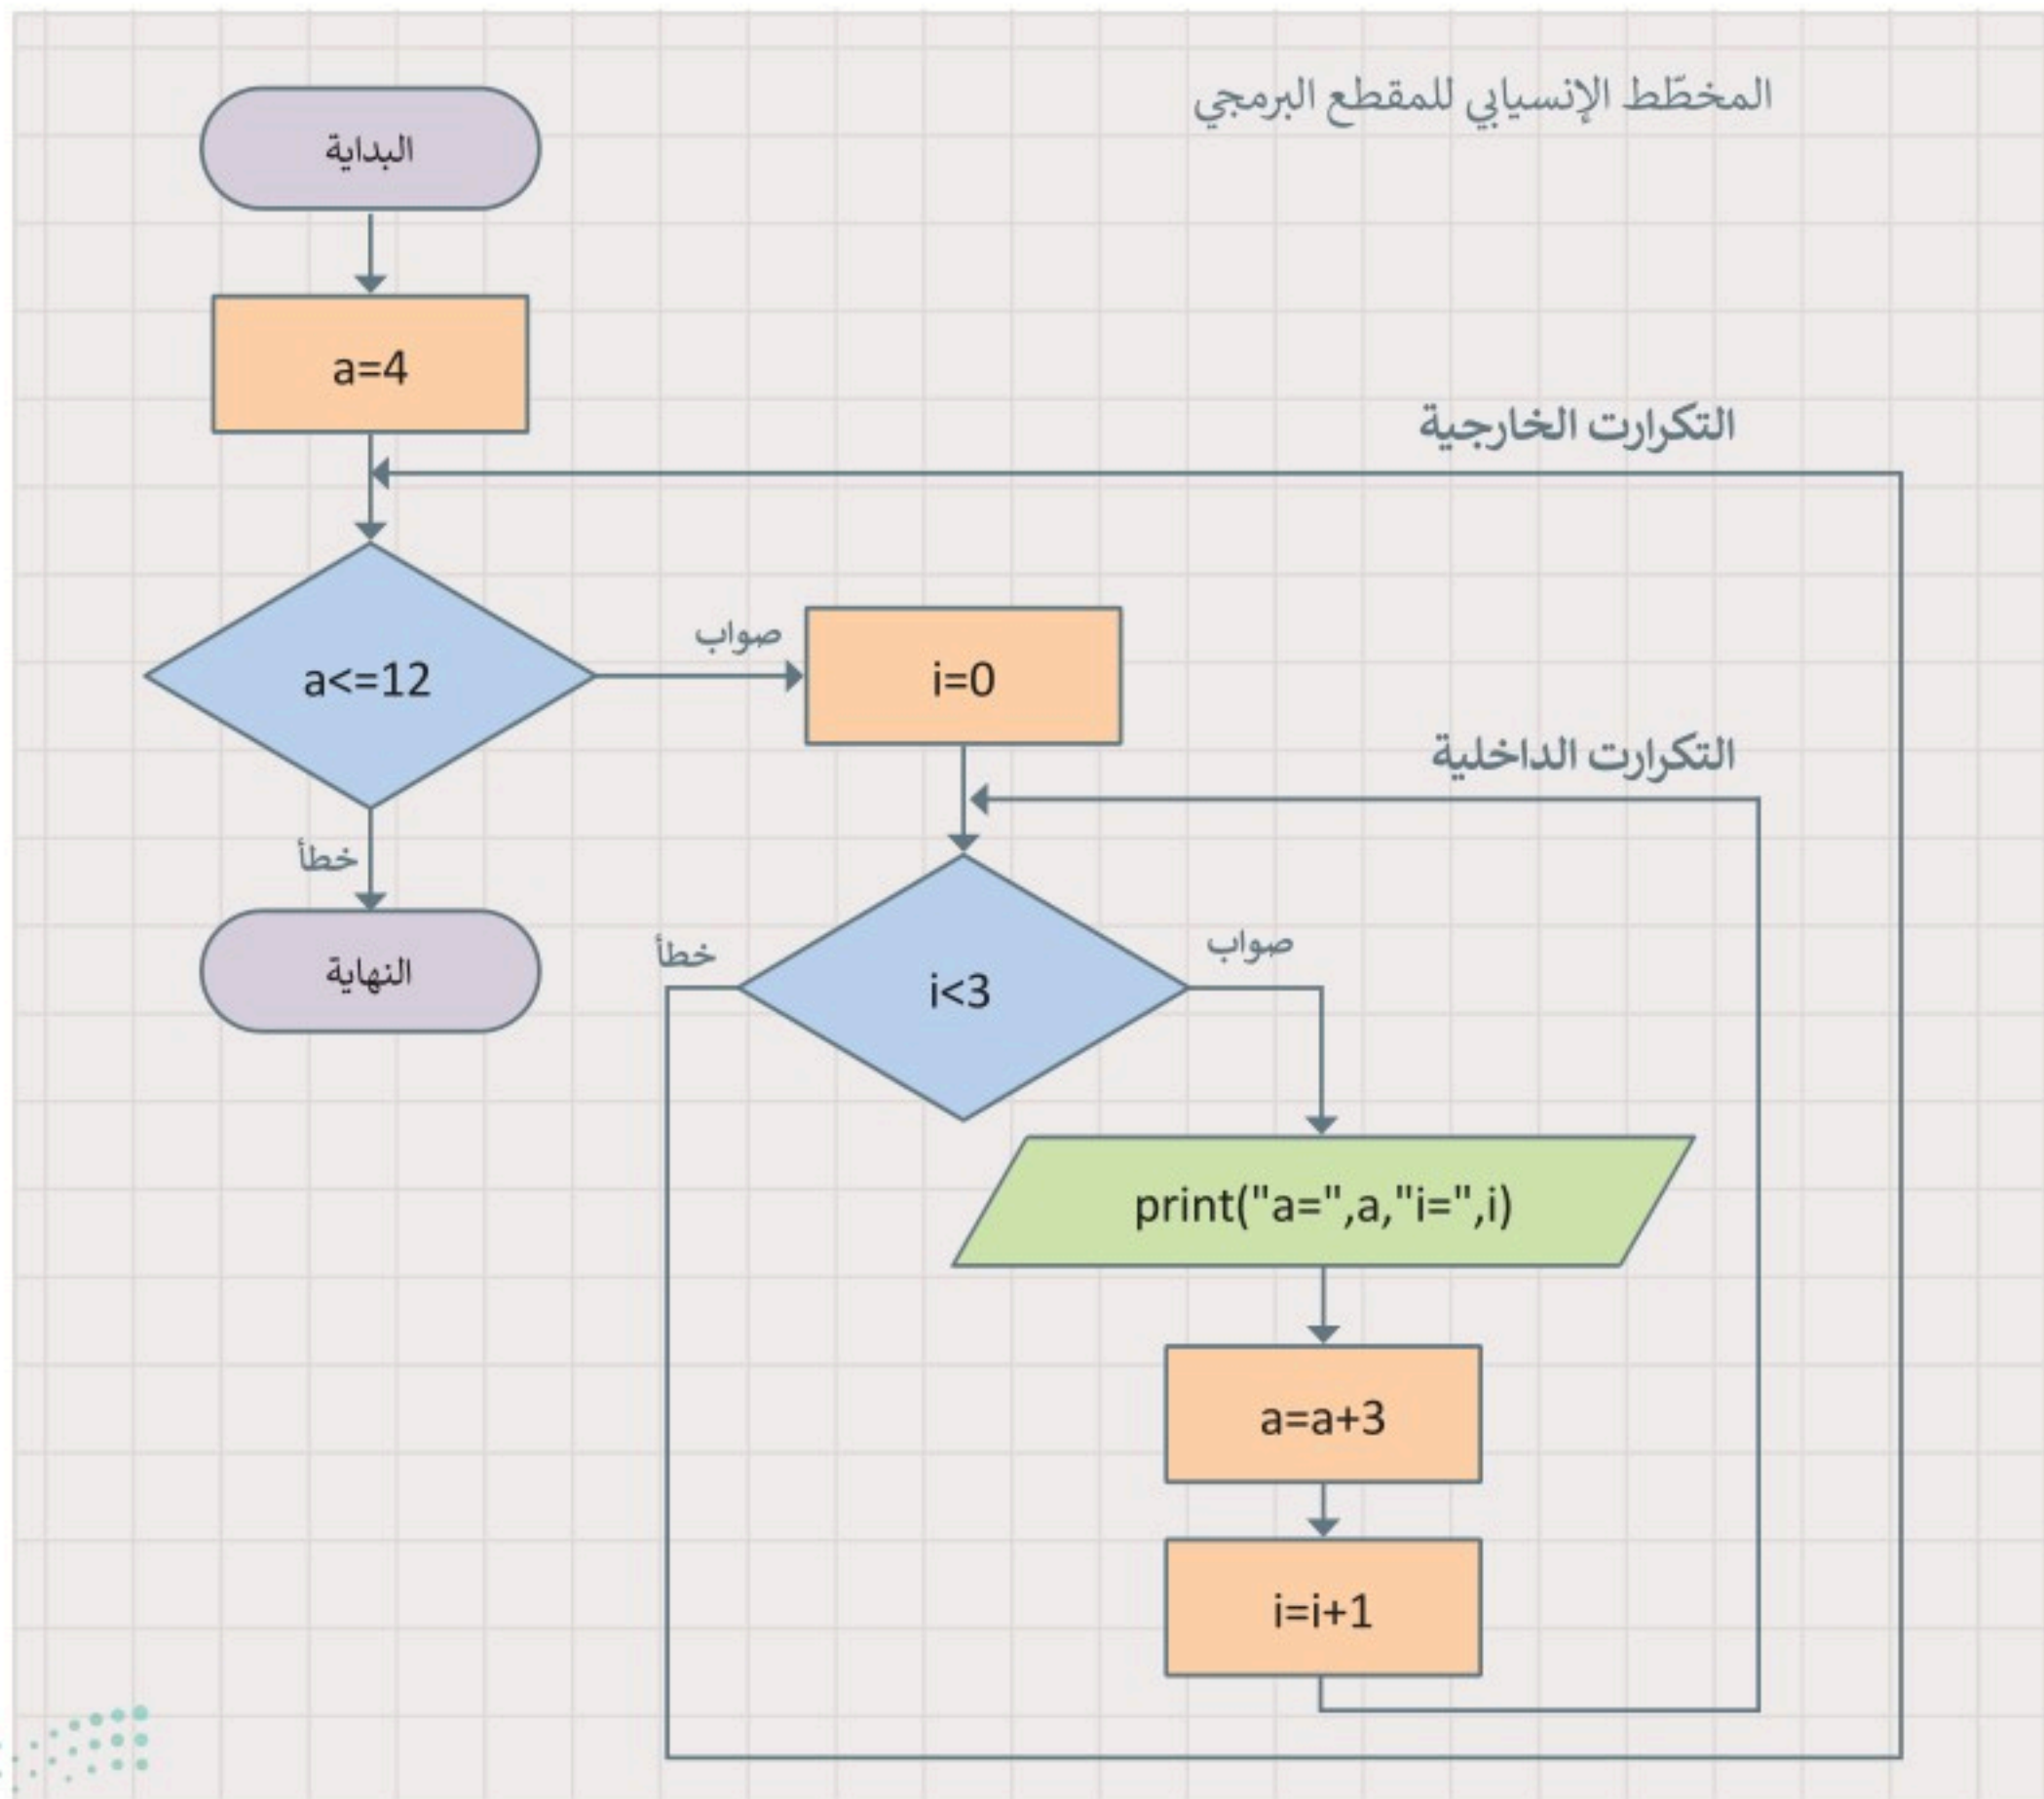 المخطّط الإنسيابي للمقطع البرمجي
البداية
a=4
التكرارت الخارجية
a<=12
صواب
i=0
التكرارت الداخلية
خطأ
النهاية
خطأ
i<3
صواب
print("a=",a,"i=",i)
a=a+3
i=i+1